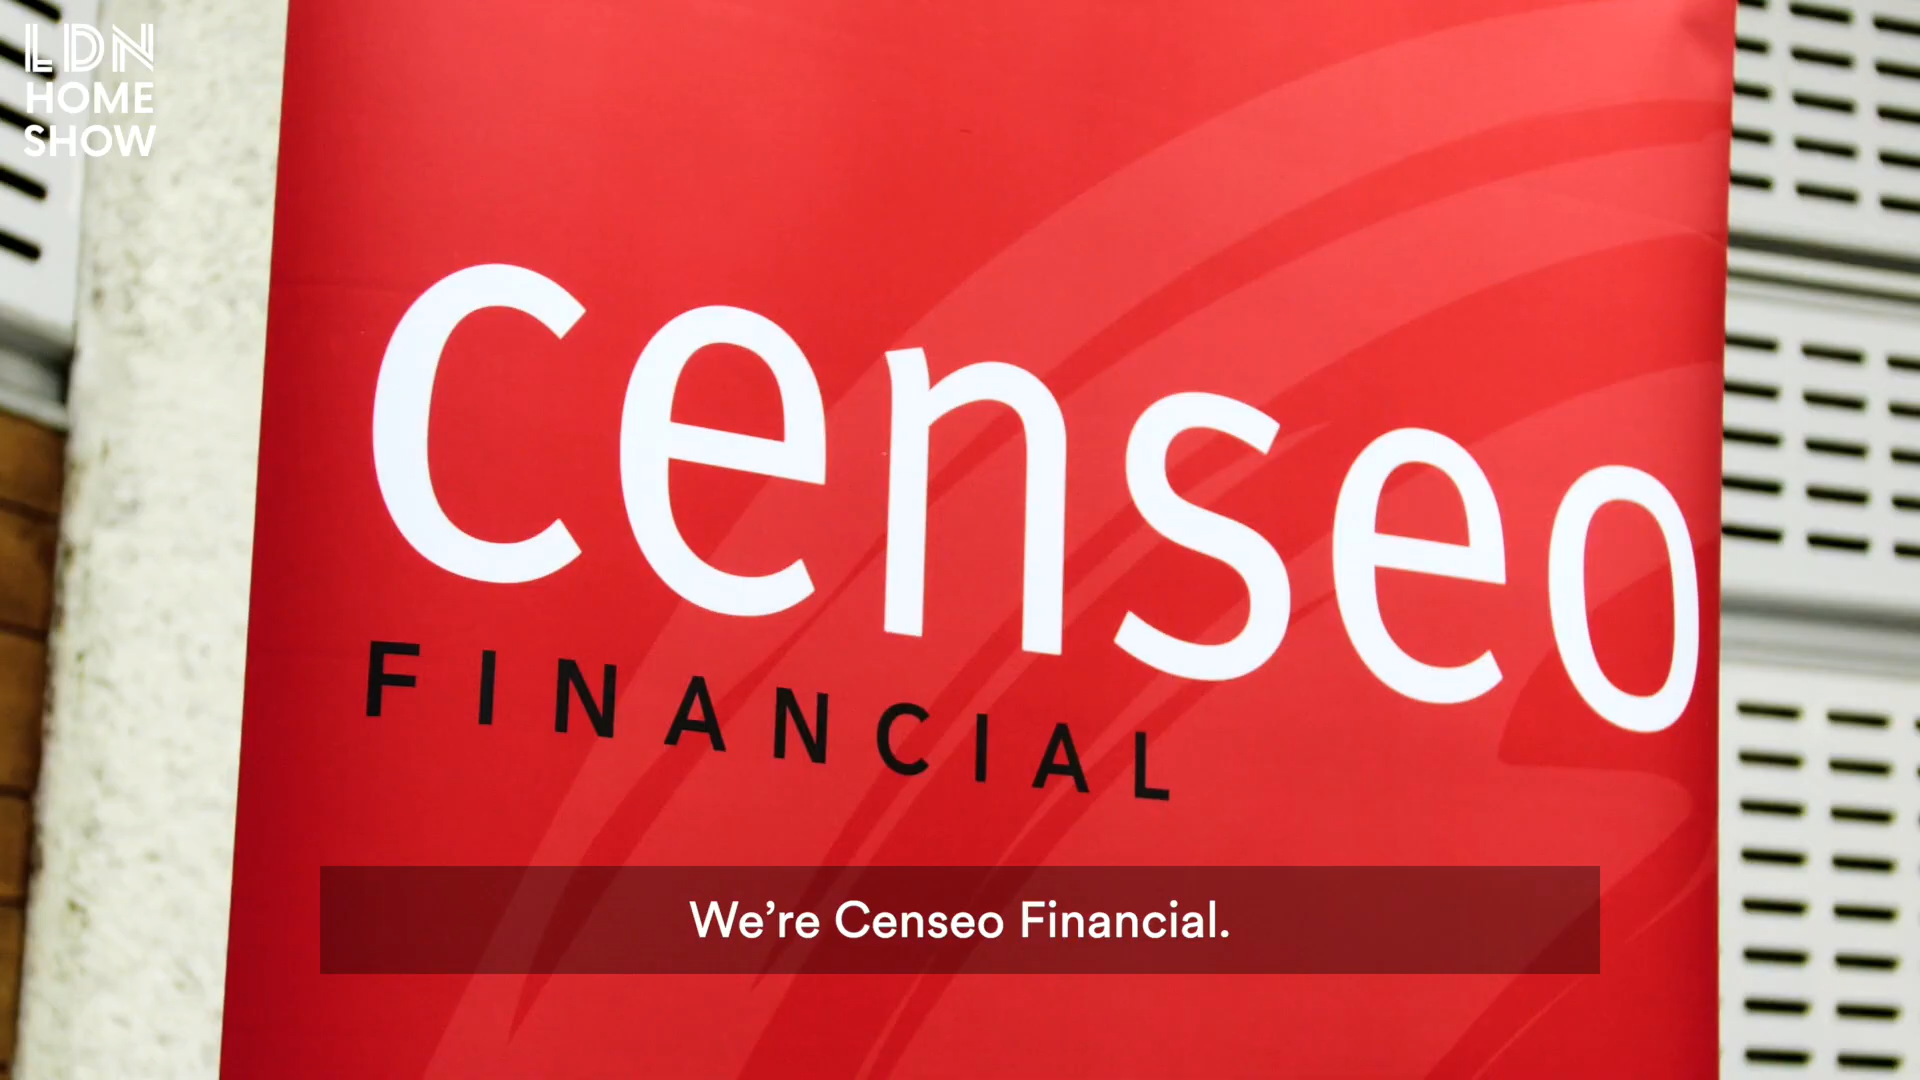 LDN
HOME
SHOW
censeo
FINANCIAL
We're Censeo Financial.